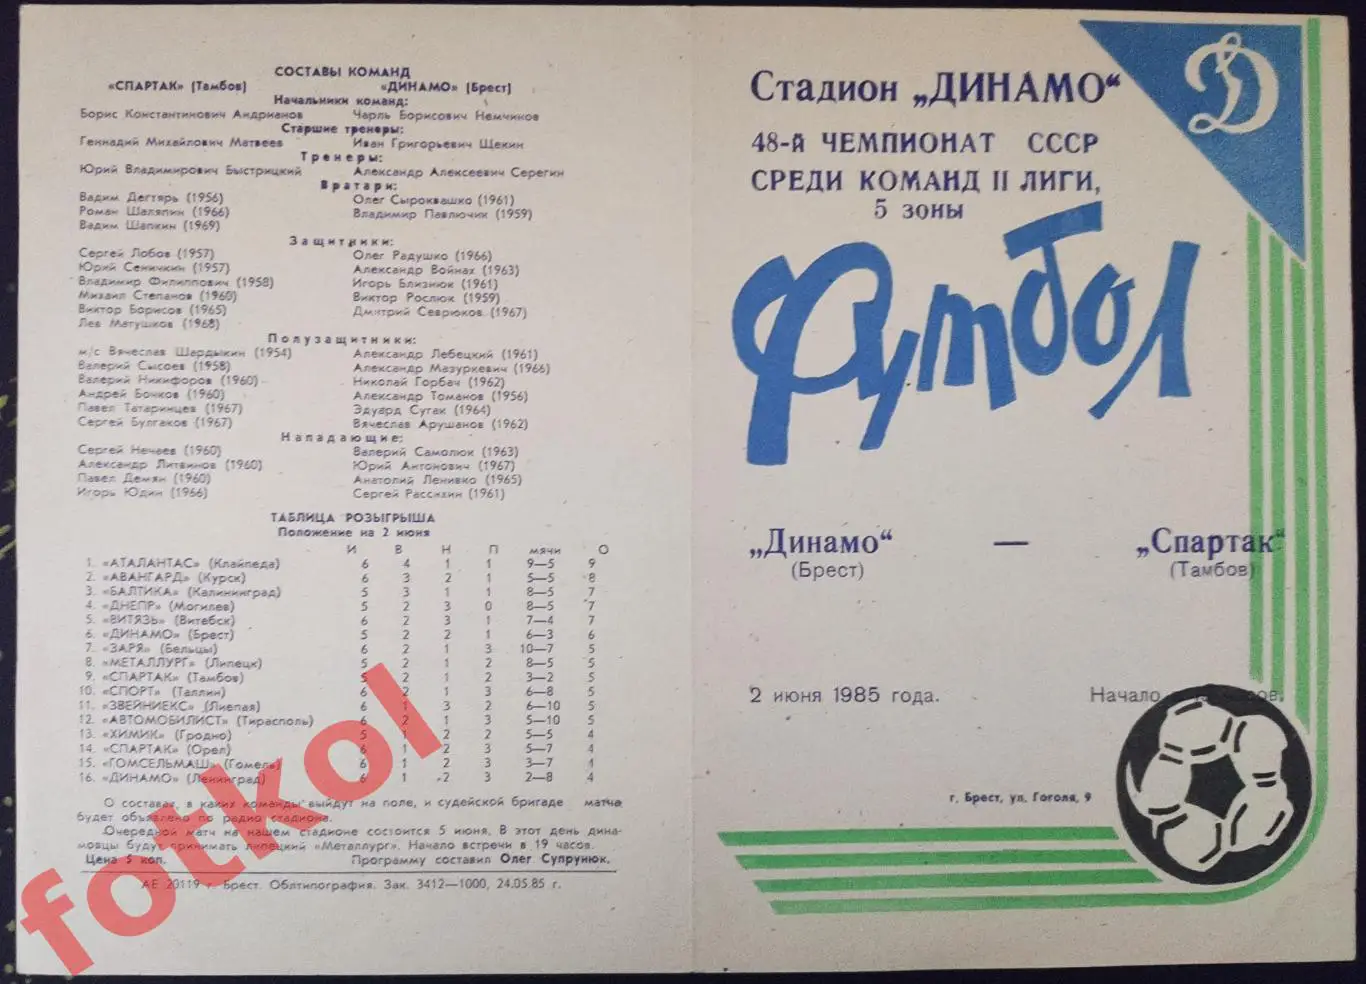 СОСТАВЫ КОМАНД
«СПАРТАК» (Тамбов) «ДИНАМО» (Брест)
Начальники команд:
Борис Константинович Андрианов Чарль Борисович Немчинов
Старшие тренеры:
Геннадий Михайлович Матвеев Иван Григорьевич Щекин
Тренеры:
Юрий Владимирович Быстрицкий Александр Алексеевич Серегин
Вратари:
Вадим Дегтярь (1956) Олег Сыроквашко (1961)
Роман Шаляпин (1966) Владимир Павлючик (1959)
Вадим Шапкин (1969)
Защитники:
Сергей Лобов (1957) Олег Радушко (1966)
Юрий Сеничкин (1957) Александр Войнах (1963)
Владимир Филиппович (1958) Игорь Близнюк (1961)
Михаил Степанов (1960) Виктор Рослюк (1959)
Виктор Борисов (1965) Дмитрий Севрюков (1967)
Лев Матушков (1968)
Полузащитники:
м/с Вячеслав Шардыкин (1954) Александр Лебецкий (1961)
Валерий Сысоев (1958) Александр Мазуркевич (1966)
Валерий Никифоров (1960) Николай Горбач (1962)
Андрей Бочков (1960) Александр Томанов (1956)
Павел Татаринцев (1967) Эдуард Сугак (1964)
Сергей Булгаков (1967) Вячеслав Арушанов (1962)
Нападающие:
Сергей Нечаев (1960) Валерий Самолюк (1963)
Александр Литвинов (1960) Юрий Антонович (1967)
Павел Демян (1960) Анатолий Ленивко (1965)
Игорь Юдин (1966) Сергей Рассихин (1961)
ТАБЛИЦА РОЗЫГРЫША
Положение на 2 июня
И В Н П мячи О
1. «АТАЛАНТАС» (Клайпеда) 6 4 1 1 9—5 9
2. «АВАНГАРД» (Курск) 6 3 2 1 5—5 8
3. «БАЛТИКА» (Калининград) 5 3 1 1 8—5 7
4. «ДНЕПР» (Могилев) 5 2 3 0 8—5 7
5. «ВИТЯЗЬ» (Витебск) 6 2 3 1 7—4 7
6. «ДИНАМО» (Брест) 5 2 2 1 6—3 6
7. «ЗАРЯ» (Бельцы) 6 2 1 3 10—7 5
8. «МЕТАЛЛУРГ» (Липецк) 5 2 1 2 8—5 5
9. «СПАРТАК» (Тамбов) 5 2 1 2 3—2 5
10. «СПОРТ» (Таллин) 6 2 1 3 6—8 5
11. «ЗВЕЙНИЕКС» (Лиепая) 6 1 3 2 6—10 5
12. «АВТОМОБИЛИСТ» (Тирасполь) 6 2 1 3 5—10 5
13. «ХИМИК» (Гродно) 5 1 2 2 5—5 4
14. «СПАРТАК» (Орел) 6 1 2 3 5—7 4
15. «ГОМСЕЛЬМАШ» (Гомель) 6 1 2 3 3—7 4
16. «ДИНАМО» (Ленинград) 6 1 2 3 2—8 4
О составах, в каких команды выйдут на поле, и судейской бригаде матча
будет объявлено по радио стадиона.
Очередной матч на нашем стадионе состоится 5 июня. В этот день дина-
мовцы будут принимать липецкий «Металлург». Начало встречи в 19 часов.
Цена 5 коп. Программу составил Олег Супрунюк.
АЕ 20119 г. Брест. Облтипография. Зак. 3412—1000, 24.05.85 г.
Д
Стадион „ДИНАМО“
48-й ЧЕМПИОНАТ СССР
СРЕДИ КОМАНД II ЛИГИ,
5 ЗОНЫ
Футбол
„Динамо“ — „Спартак“
(Брест) (Тамбов)
2 июня 1985 года. Начало
г. Брест, ул. Гоголя, 9
fotkol